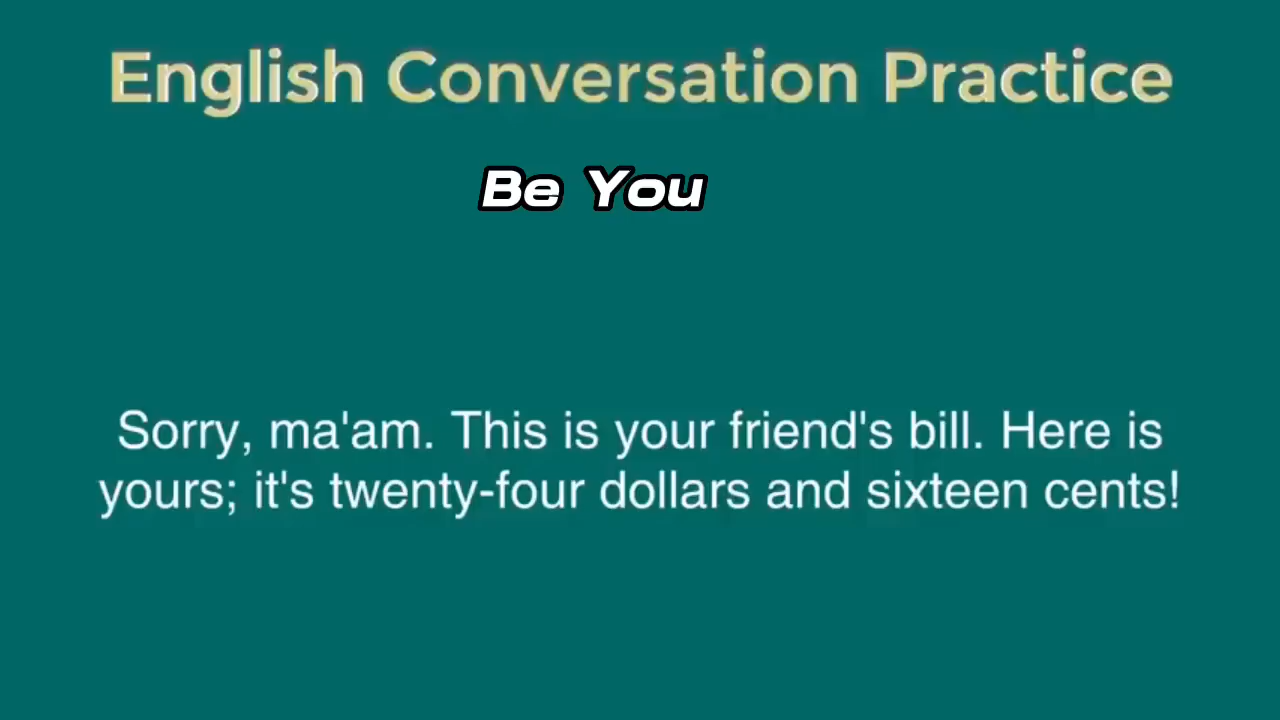 English Conversation Practice
Be You
Sorry, ma'am. This is your friend's bill. Here is
yours; it's twenty-four dollars and sixteen cents!